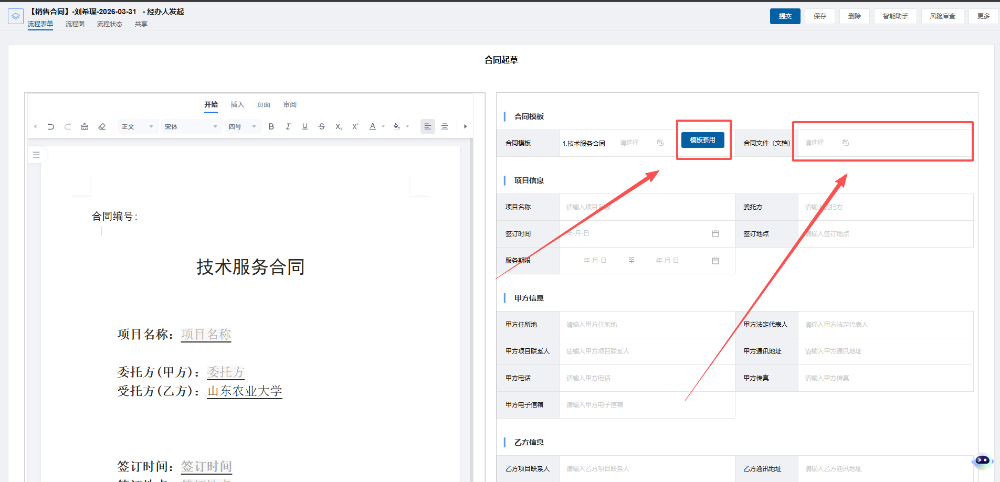 【销售合同】-刘希琛-2026-03-31 - 经办人发起
流程表单 流程图 流程状态 共享
提交 保存 删除 智能助手 风险审查 更多
合同起草
开始 插入 页面 审阅
正文 宋体 四号 B I U S X₂ X² A
合同编号：
技术服务合同
项目名称：项目名称
委托方(甲方)：委托方
受托方(乙方)：山东农业大学
签订时间：签订时间
合同模板
合同模板 1.技术服务合同 请选择 模板套用 合同文件（文档） 请选择
项目信息
项目名称 请输入项目名称 委托方 请输入委托方
签订时间 年-月-日 签订地点 请输入签订地点
服务期限 年-月-日 至 年-月-日
甲方信息
甲方住所地 请输入甲方住所地 甲方法定代表人 请输入甲方法定代表人
甲方项目联系人 请输入甲方项目联系人 甲方通讯地址 请输入甲方通讯地址
甲方电话 请输入甲方电话 甲方传真 请输入甲方传真
甲方电子信箱 请输入甲方电子信箱
乙方信息
乙方项目联系人 请输入乙方项目联系人 乙方通讯地址 请输入乙方通讯地址